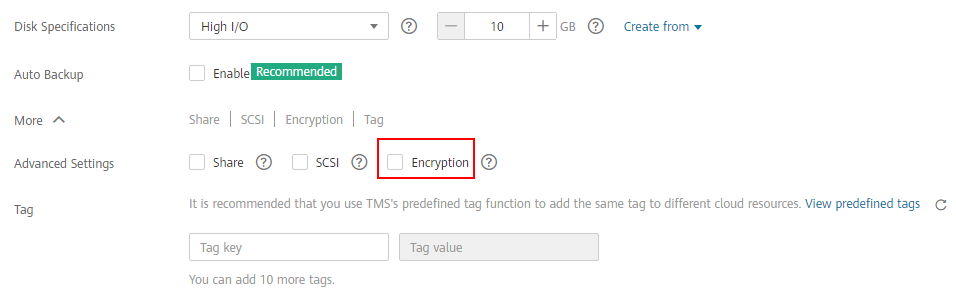 Disk Specifications High I/O ? − 10 + GB ? Create from
Auto Backup Enable Recommended
More Share | SCSI | Encryption | Tag
Advanced Settings Share ? SCSI ? Encryption ?
Tag It is recommended that you use TMS's predefined tag function to add the same tag to different cloud resources. View predefined tags
Tag key Tag value
You can add 10 more tags.